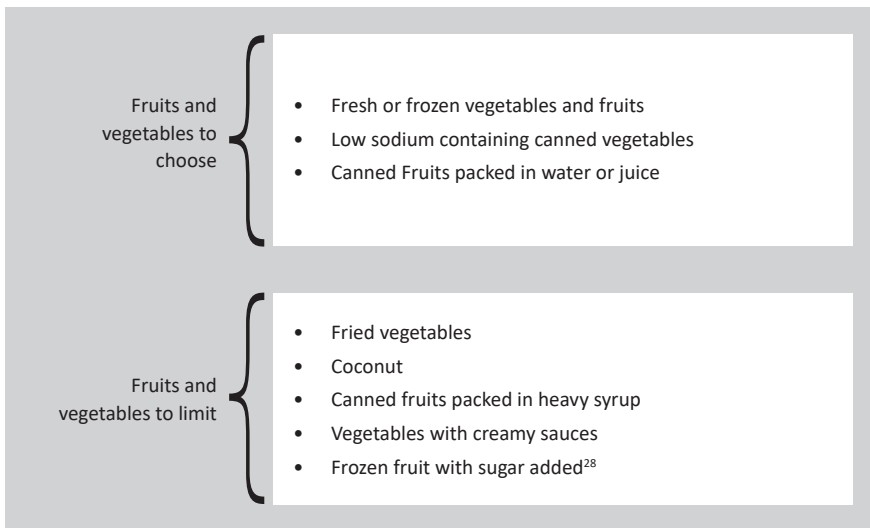 Fruits and
vegetables to
choose
• Fresh or frozen vegetables and fruits
• Low sodium containing canned vegetables
• Canned Fruits packed in water or juice
Fruits and
vegetables to limit
• Fried vegetables
• Coconut
• Canned fruits packed in heavy syrup
• Vegetables with creamy sauces
• Frozen fruit with sugar added²⁸